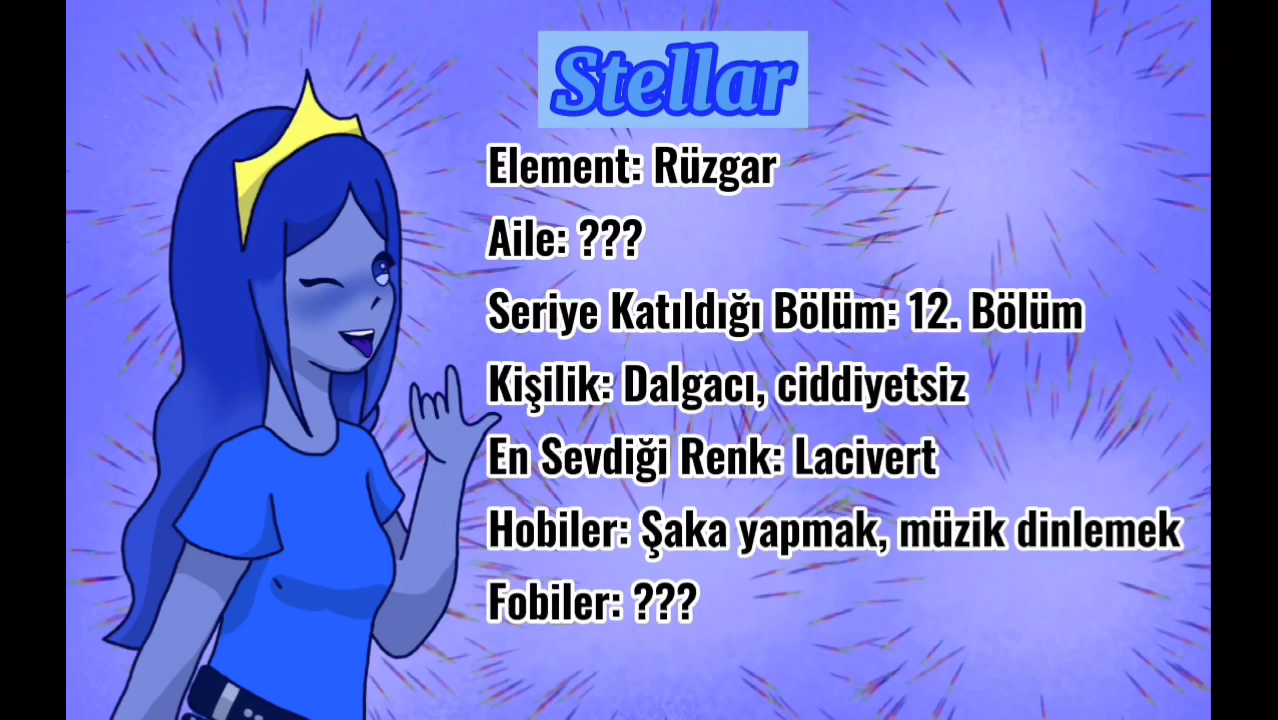 Stellar
Element: Rüzgar
Aile: ???
Seriye Katıldığı Bölüm: 12. Bölüm
Kişilik: Dalgacı, ciddiyetsiz
En Sevdiği Renk: Lacivert
Hobiler: Şaka yapmak, müzik dinlemek
Fobiler: ???